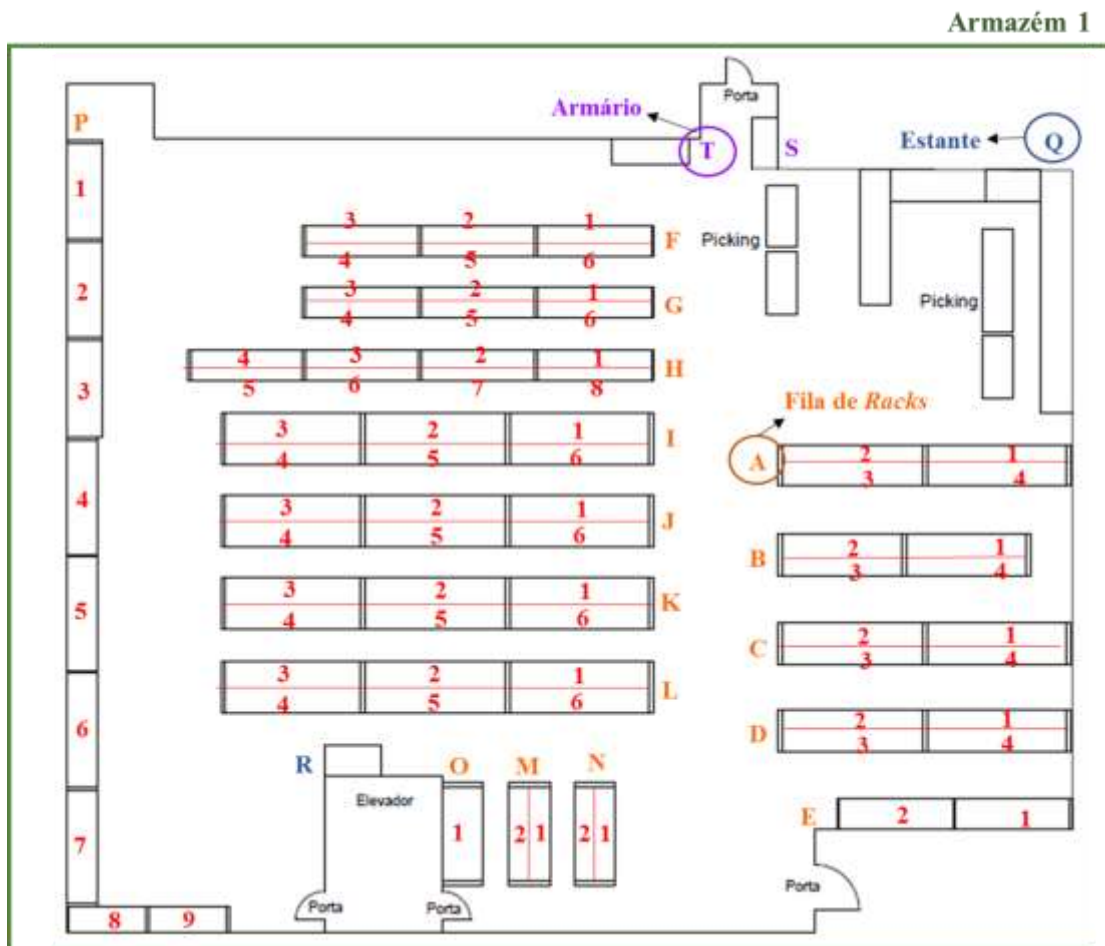 Armazém 1
Porta
P
Armário
T
S
Estante
Q
1
3 2 1
F
Picking
4 5 6
2
3 2 1
G
Picking
4 5 6
3
4 3 2 1
H
5 6 7 8
Fila de Racks
3 2 1
I
4 5 6
A
2 1
3 4
4
3 2 1
J
4 5 6
B
2 1
3 4
5
3 2 1
K
4 5 6
C
2 1
3 4
6
3 2 1
L
4 5 6
D
2 1
3 4
R
O
M
N
7
Elevador
1
2 1
2 1
E
2
1
Porta
8
9
Porta
Porta